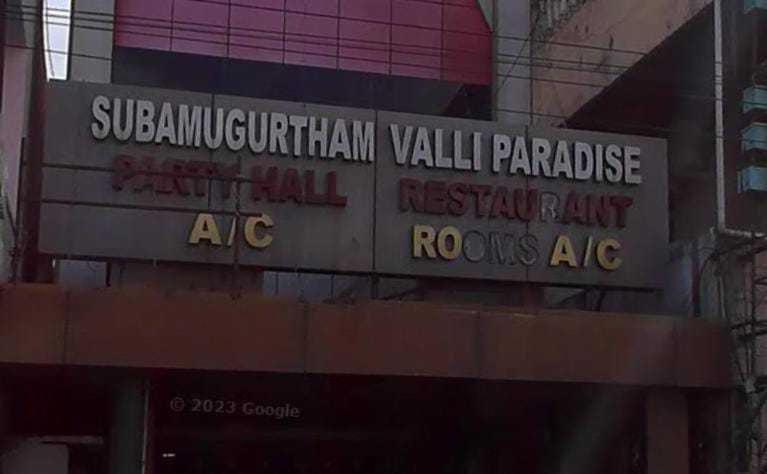 SUBAMUGURTHAM
PARTY HALL
A/C
VALLI PARADISE
RESTAURANT
ROOMS A/C
© 2023 Google